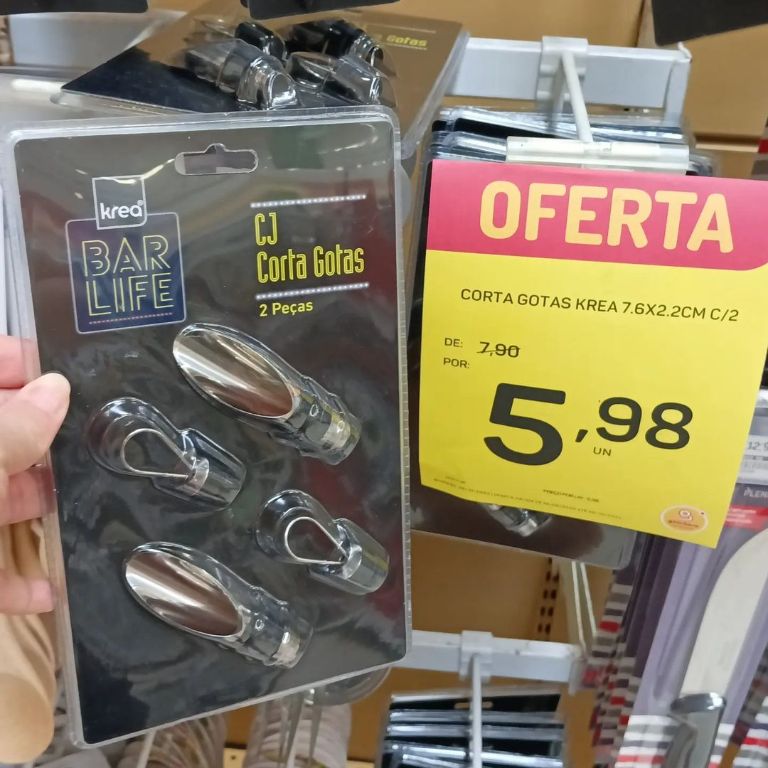 krea
BAR
LIFE
CJ
Corta Gotas
2 Peças
OFERTA
CORTA GOTAS KREA 7.6X2.2CM C/2
DE: 7,90
POR:
5,98
UN
Gotas